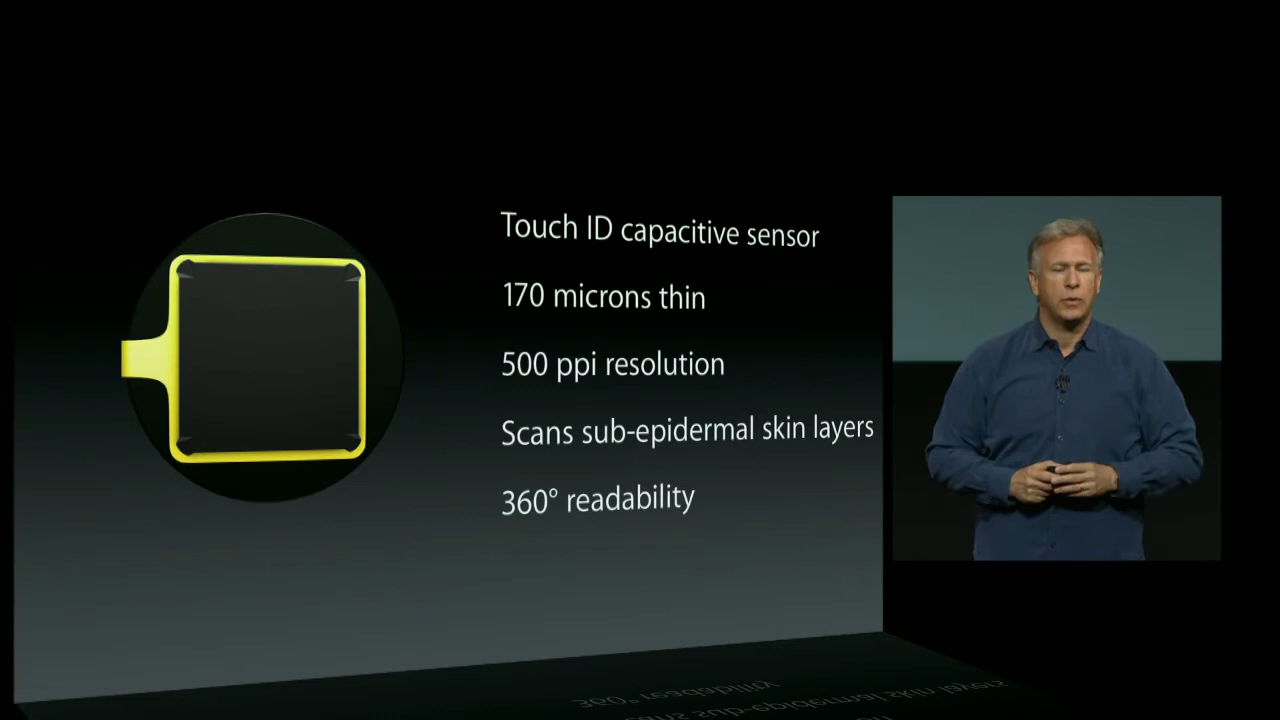 Touch ID capacitive sensor
170 microns thin
500 ppi resolution
Scans sub-epidermal skin layers
360° readability